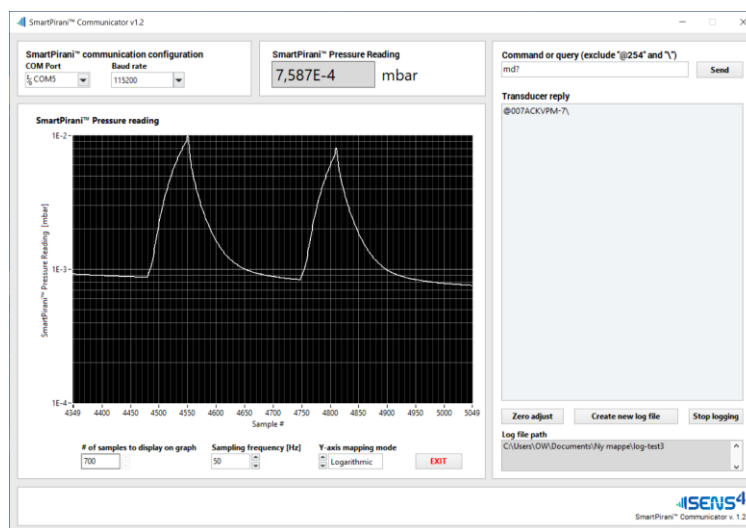 SmartPirani™ Communicator v1.2
SmartPirani™ communication configuration
COM Port
Baud rate
COM5
115200
SmartPirani™ Pressure Reading
7,587E-4
mbar
Command or query (exclude "@254" and "\")
md?
Send
Transducer reply
@007ACKVPM-7\
SmartPirani™ Pressure reading
SmartPirani™ Pressure Reading [mbar]
1E-2
1E-3
1E-4
4349 4400 4450 4500 4550 4600 4650 4700 4750 4800 4850 4900 4950 5049
Sample #
# of samples to display on graph
700
Sampling frequency [Hz]
50
Y-axis mapping mode
Logarithmic
EXIT
Zero adjust
Create new log file
Stop logging
Log file path
C:\Users\OW\Documents\Ny mappe\log-test3
SENS4
SmartPirani™ Communicator v. 1.2